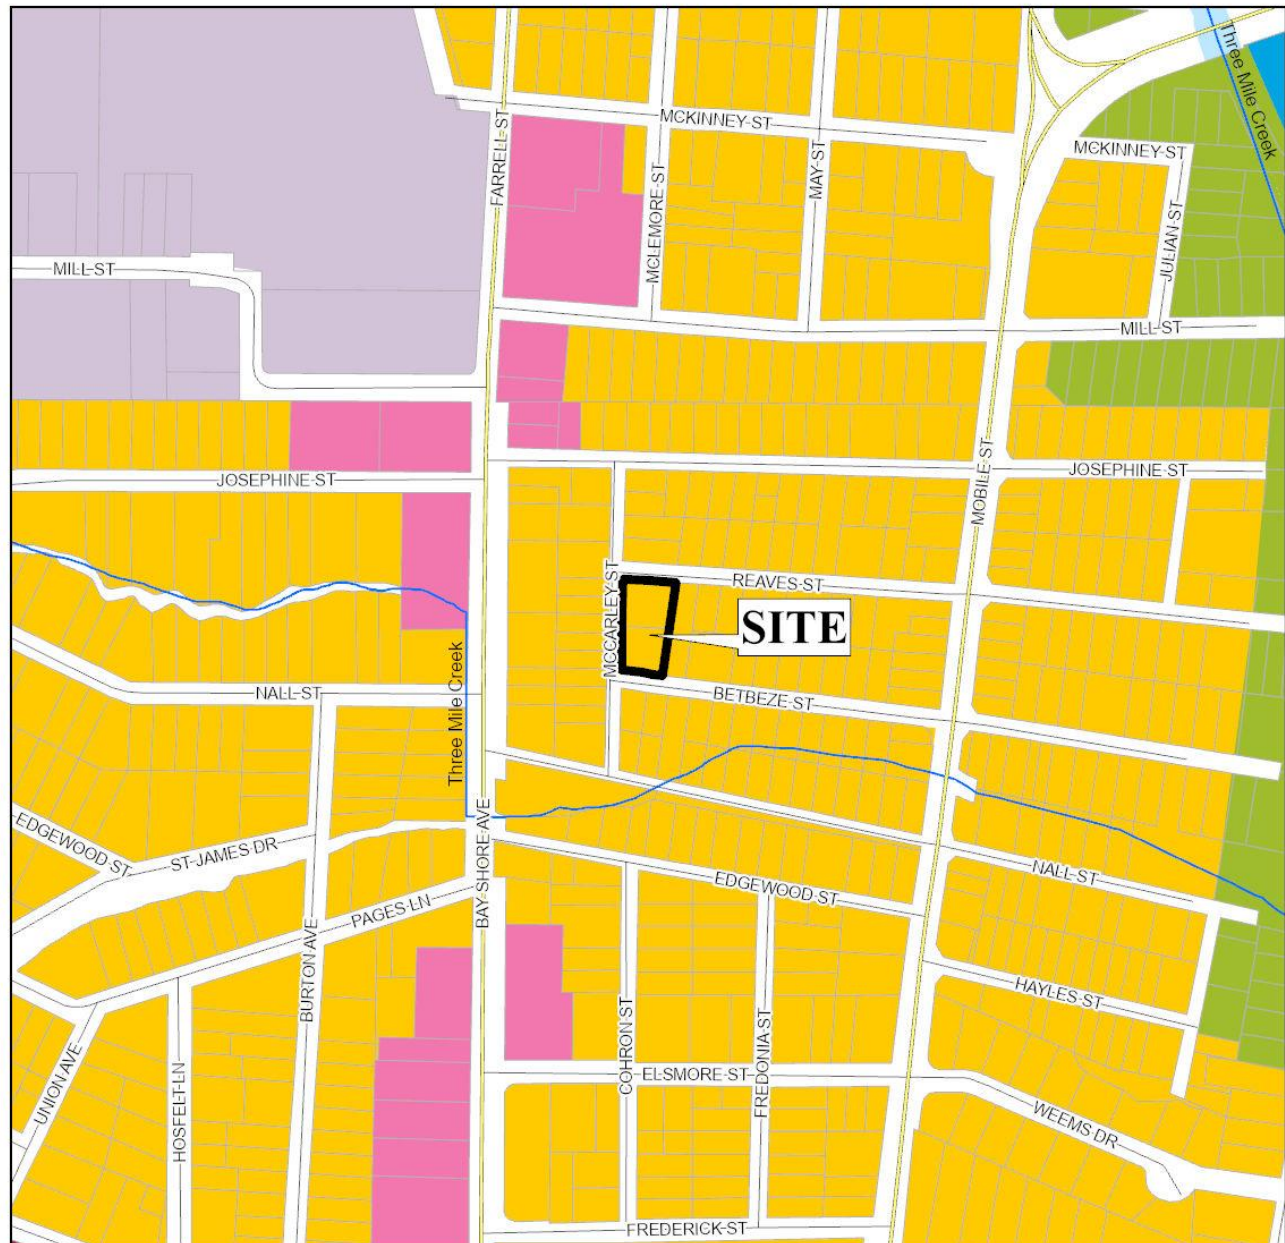 Three Mile Creek
MCKINNEY ST
MCKINNEY ST
FARRELL ST
MCLEMORE ST
MAY ST
JULIAN ST
MILL ST
MILL ST
JOSEPHINE ST
JOSEPHINE ST
MOBILE ST
MCCARLEY ST
REAVES ST
SITE
NALL ST
BETBEZE ST
Three Mile Creek
EDGEWOOD ST
ST JAMES DR
BAY SHORE AVE
NALL ST
EDGEWOOD ST
PAGES LN
BURTON AVE
HAYLES ST
COHRON ST
FREDONIA ST
UNION AVE
HOSFELT LN
ELSMORE ST
WEEMS DR
FREDERICK ST